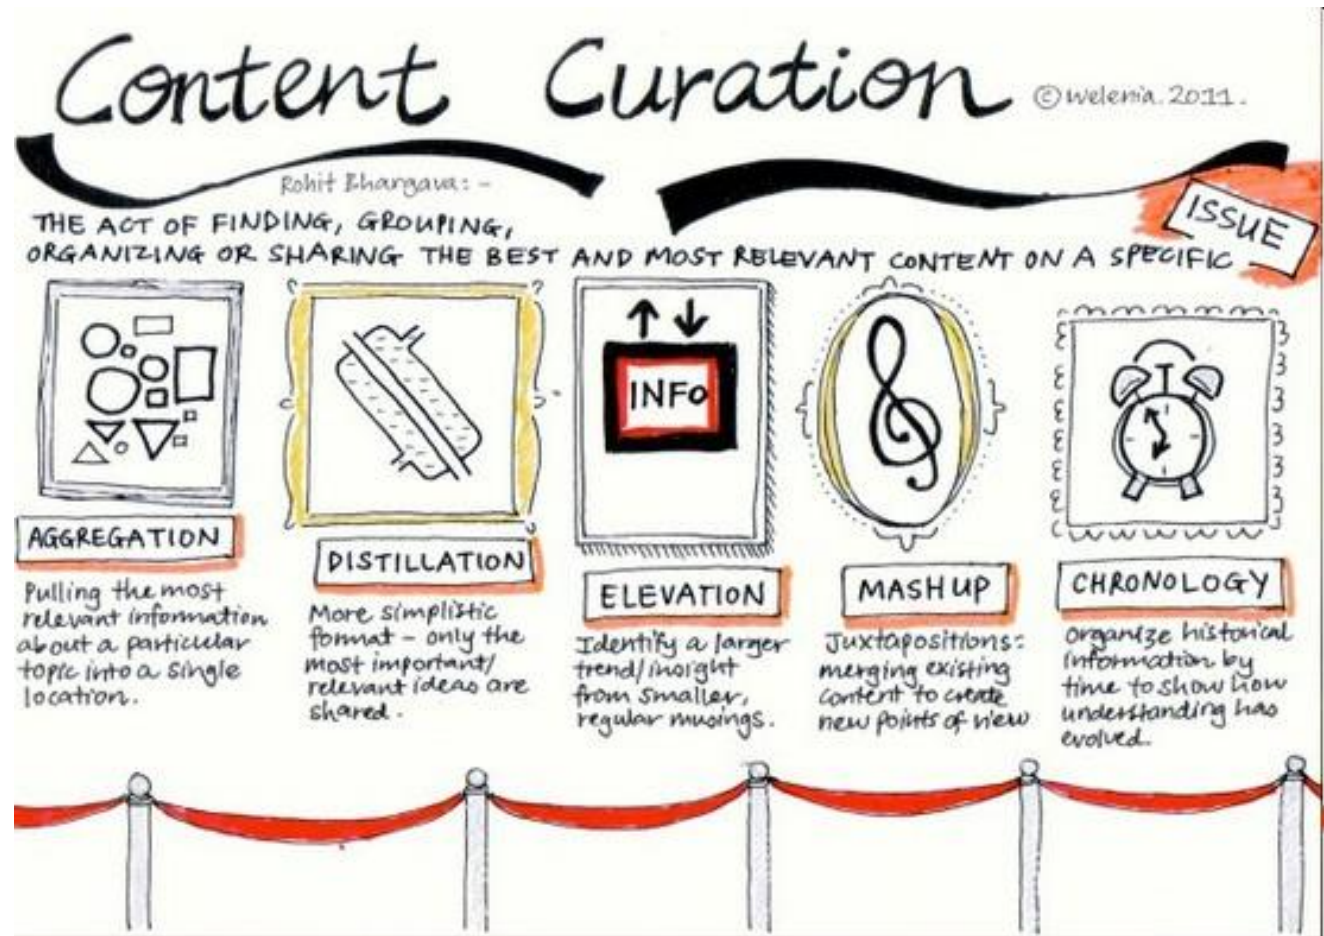 Content Curation
© welenia. 2011.
Rohit Bhargava: -
THE ACT OF FINDING, GROUPING,
ORGANIZING OR SHARING THE BEST AND MOST RELEVANT CONTENT ON A SPECIFIC
ISSUE
INFO
AGGREGATION
Pulling the most
relevant information
about a particular
topic into a single
location.
DISTILLATION
More simplistic
format - only the
most important/
relevant ideas are
shared.
ELEVATION
Identify a larger
trend/insight
from smaller,
regular musings.
MASHUP
Juxtapositions:
merging existing
content to create
new points of view
CHRONOLOGY
organize historical
information by
time to show how
understanding has
evolved.